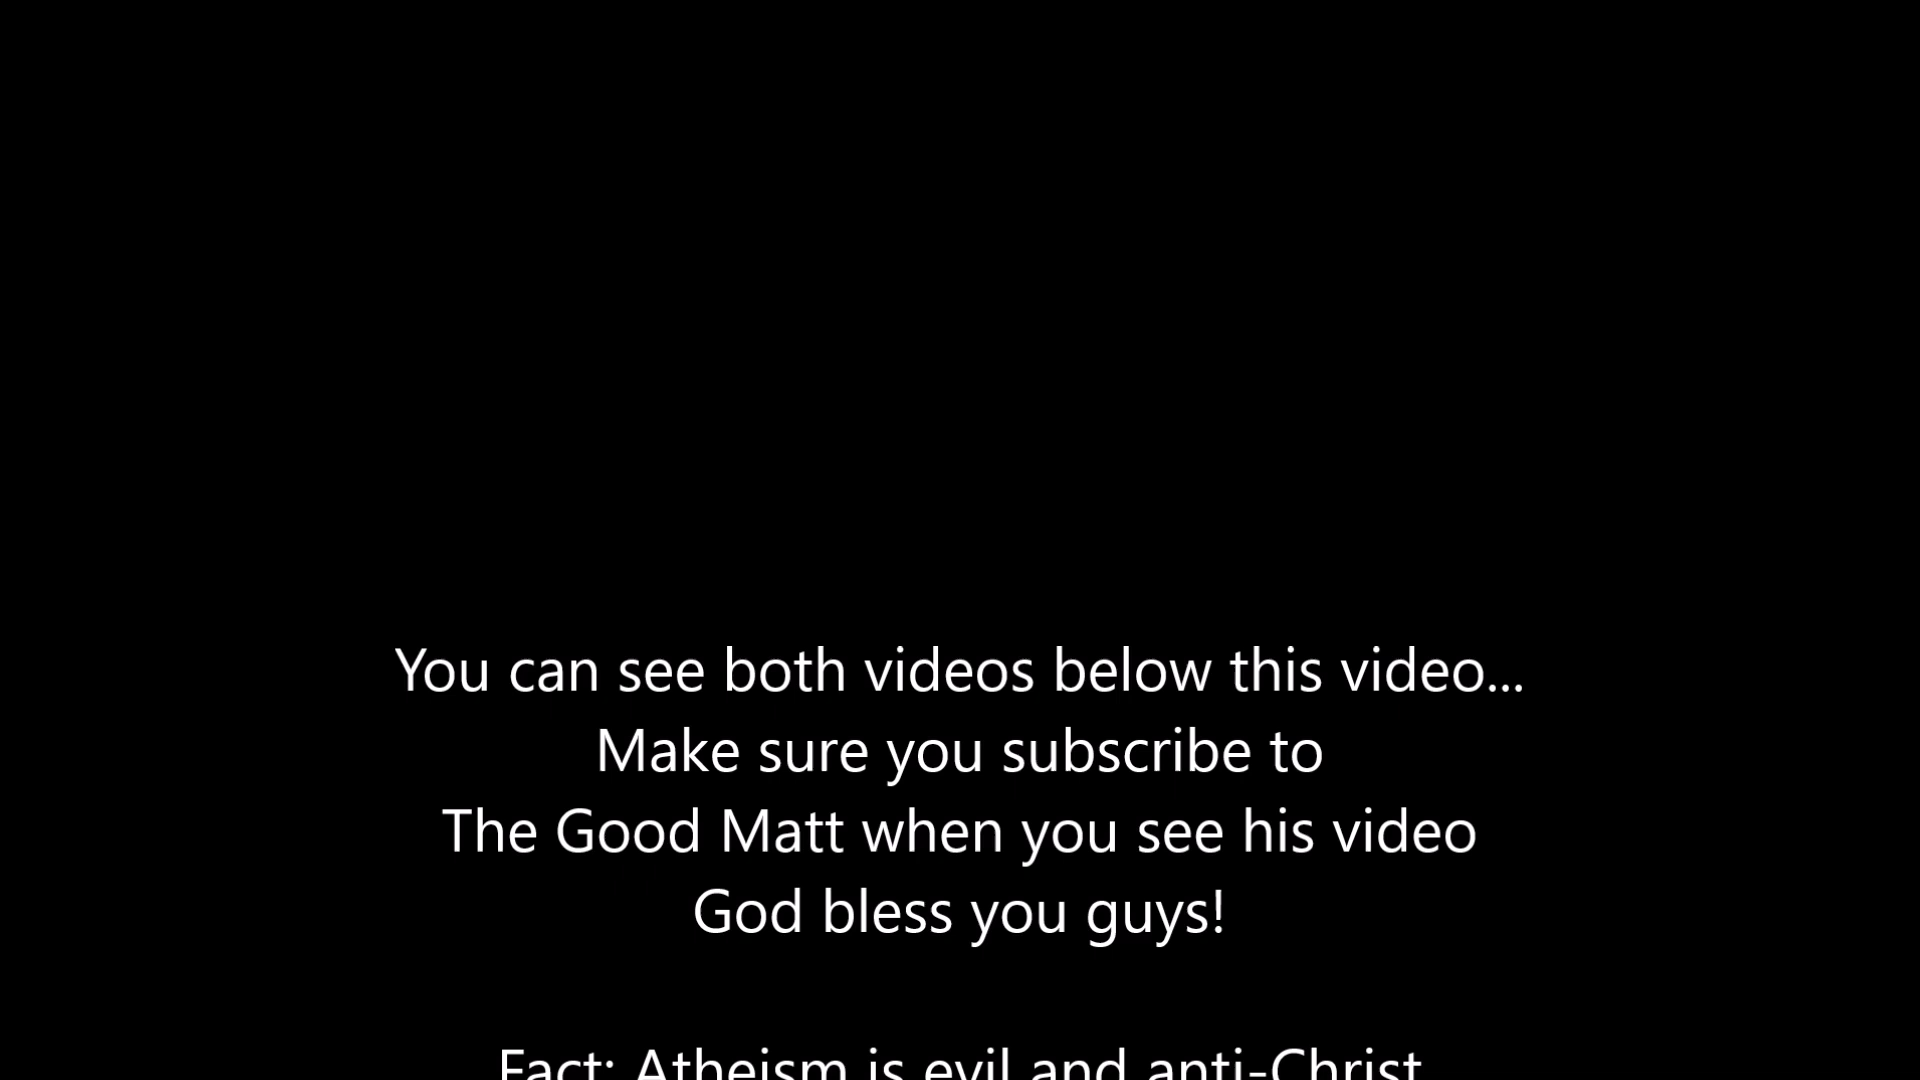 You can see both videos below this video...
Make sure you subscribe to
The Good Matt when you see his video
God bless you guys!
Fact: Atheism is evil and anti-Christ